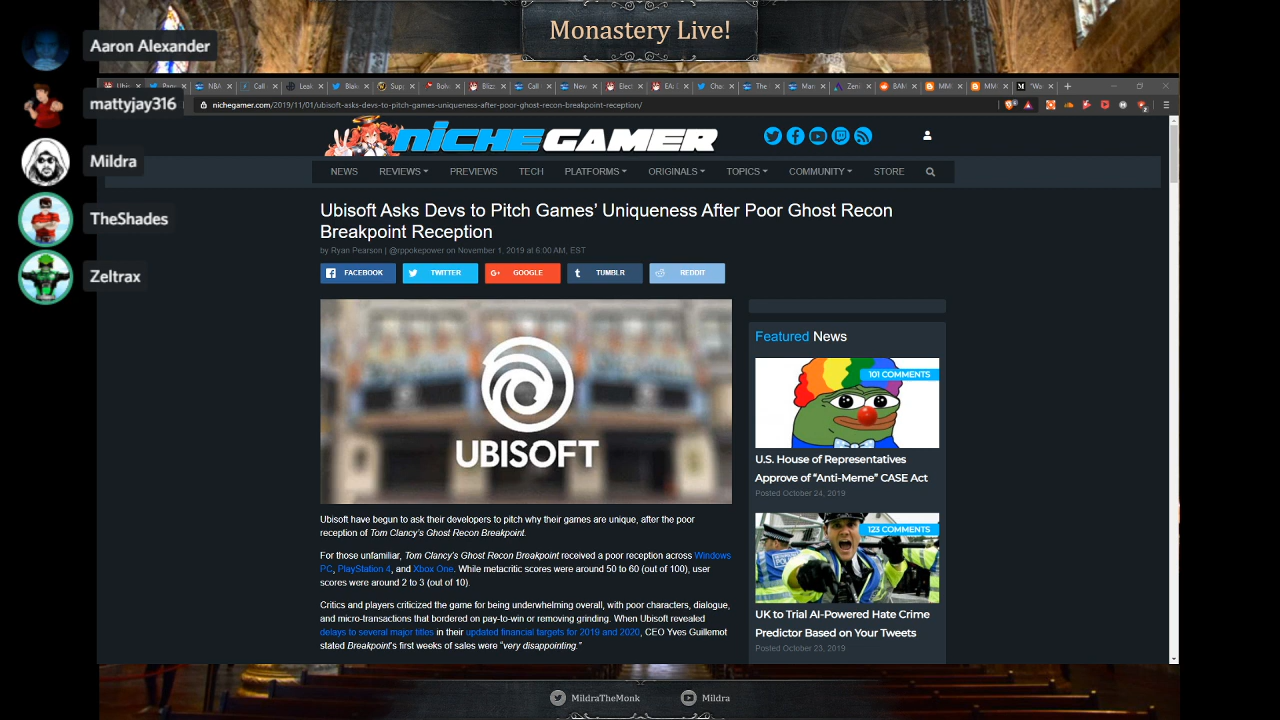 Monastery Live!
Aaron Alexander
mattyjay316
Mildra
TheShades
Zeltrax
nichegamer.com/2019/11/01/ubisoft-asks-devs-to-pitch-games-uniqueness-after-poor-ghost-recon-breakpoint-reception/
NICHEGAMER
NEWS REVIEWS PREVIEWS TECH PLATFORMS ORIGINALS TOPICS COMMUNITY STORE
Ubisoft Asks Devs to Pitch Games' Uniqueness After Poor Ghost Recon
Breakpoint Reception
by Ryan Pearson | @rppokepower on November 1, 2019 at 6:00 AM, EST
FACEBOOK TWITTER GOOGLE TUMBLR REDDIT
UBISOFT
Ubisoft have begun to ask their developers to pitch why their games are unique, after the poor
reception of Tom Clancy's Ghost Recon Breakpoint.
For those unfamiliar, Tom Clancy's Ghost Recon Breakpoint received a poor reception across Windows
PC, PlayStation 4, and Xbox One. While metacritic scores were around 50 to 60 (out of 100), user
scores were around 2 to 3 (out of 10).
Critics and players criticized the game for being underwhelming overall, with poor characters, dialogue,
and micro-transactions that bordered on pay-to-win or removing grinding. When Ubisoft revealed
delays to several major titles in their updated financial targets for 2019 and 2020, CEO Yves Guillemot
stated Breakpoint's first weeks of sales were "very disappointing."
Featured News
101 COMMENTS
U.S. House of Representatives
Approve of "Anti-Meme" CASE Act
Posted October 24, 2019
123 COMMENTS
UK to Trial AI-Powered Hate Crime
Predictor Based on Your Tweets
Posted October 23, 2019
MildraTheMonk Mildra